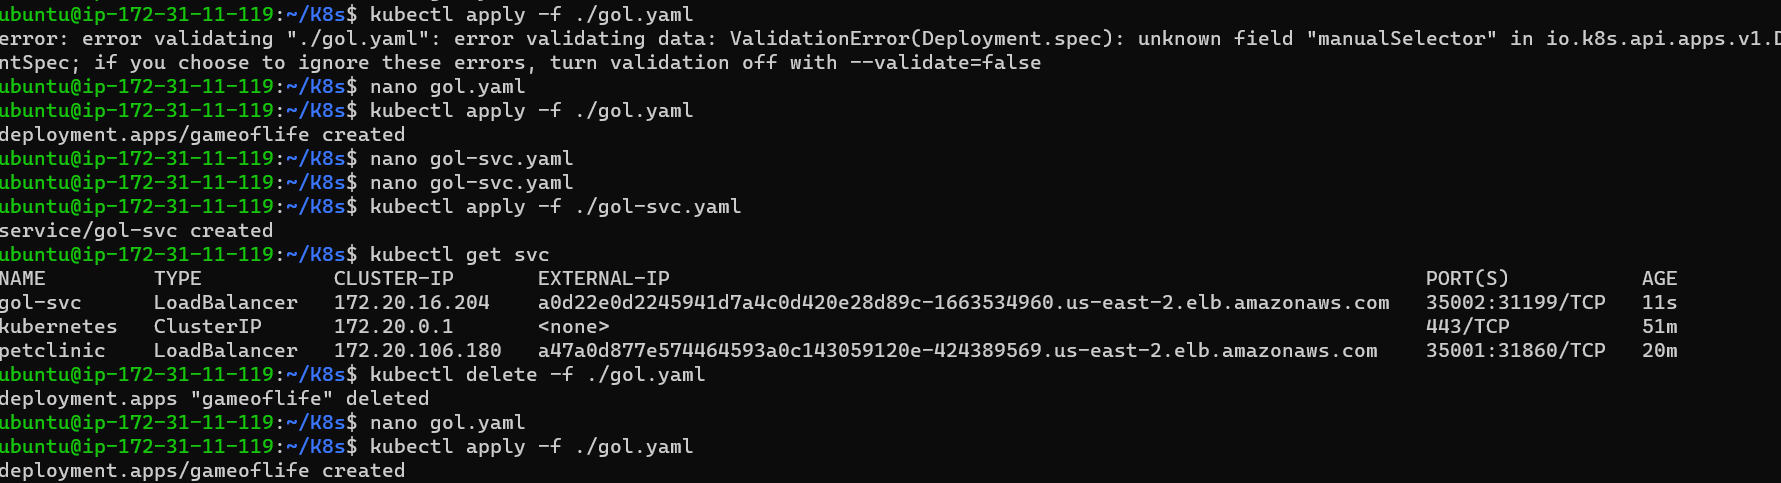 ubuntu@ip-172-31-11-119:~/K8s$ kubectl apply -f ./gol.yaml
error: error validating "./gol.yaml": error validating data: ValidationError(Deployment.spec): unknown field "manualSelector" in io.k8s.api.apps.v1.D
ntSpec; if you choose to ignore these errors, turn validation off with --validate=false
ubuntu@ip-172-31-11-119:~/K8s$ nano gol.yaml
ubuntu@ip-172-31-11-119:~/K8s$ kubectl apply -f ./gol.yaml
deployment.apps/gameoflife created
ubuntu@ip-172-31-11-119:~/K8s$ nano gol-svc.yaml
ubuntu@ip-172-31-11-119:~/K8s$ nano gol-svc.yaml
ubuntu@ip-172-31-11-119:~/K8s$ kubectl apply -f ./gol-svc.yaml
service/gol-svc created
ubuntu@ip-172-31-11-119:~/K8s$ kubectl get svc
NAME TYPE CLUSTER-IP EXTERNAL-IP PORT(S) AGE
gol-svc LoadBalancer 172.20.16.204 a0d22e0d2245941d7a4c0d420e28d89c-1663534960.us-east-2.elb.amazonaws.com 35002:31199/TCP 11s
kubernetes ClusterIP 172.20.0.1 <none> 443/TCP 51m
petclinic LoadBalancer 172.20.106.180 a47a0d877e574464593a0c143059120e-424389569.us-east-2.elb.amazonaws.com 35001:31860/TCP 20m
ubuntu@ip-172-31-11-119:~/K8s$ kubectl delete -f ./gol.yaml
deployment.apps "gameoflife" deleted
ubuntu@ip-172-31-11-119:~/K8s$ nano gol.yaml
ubuntu@ip-172-31-11-119:~/K8s$ kubectl apply -f ./gol.yaml
deployment.apps/gameoflife created